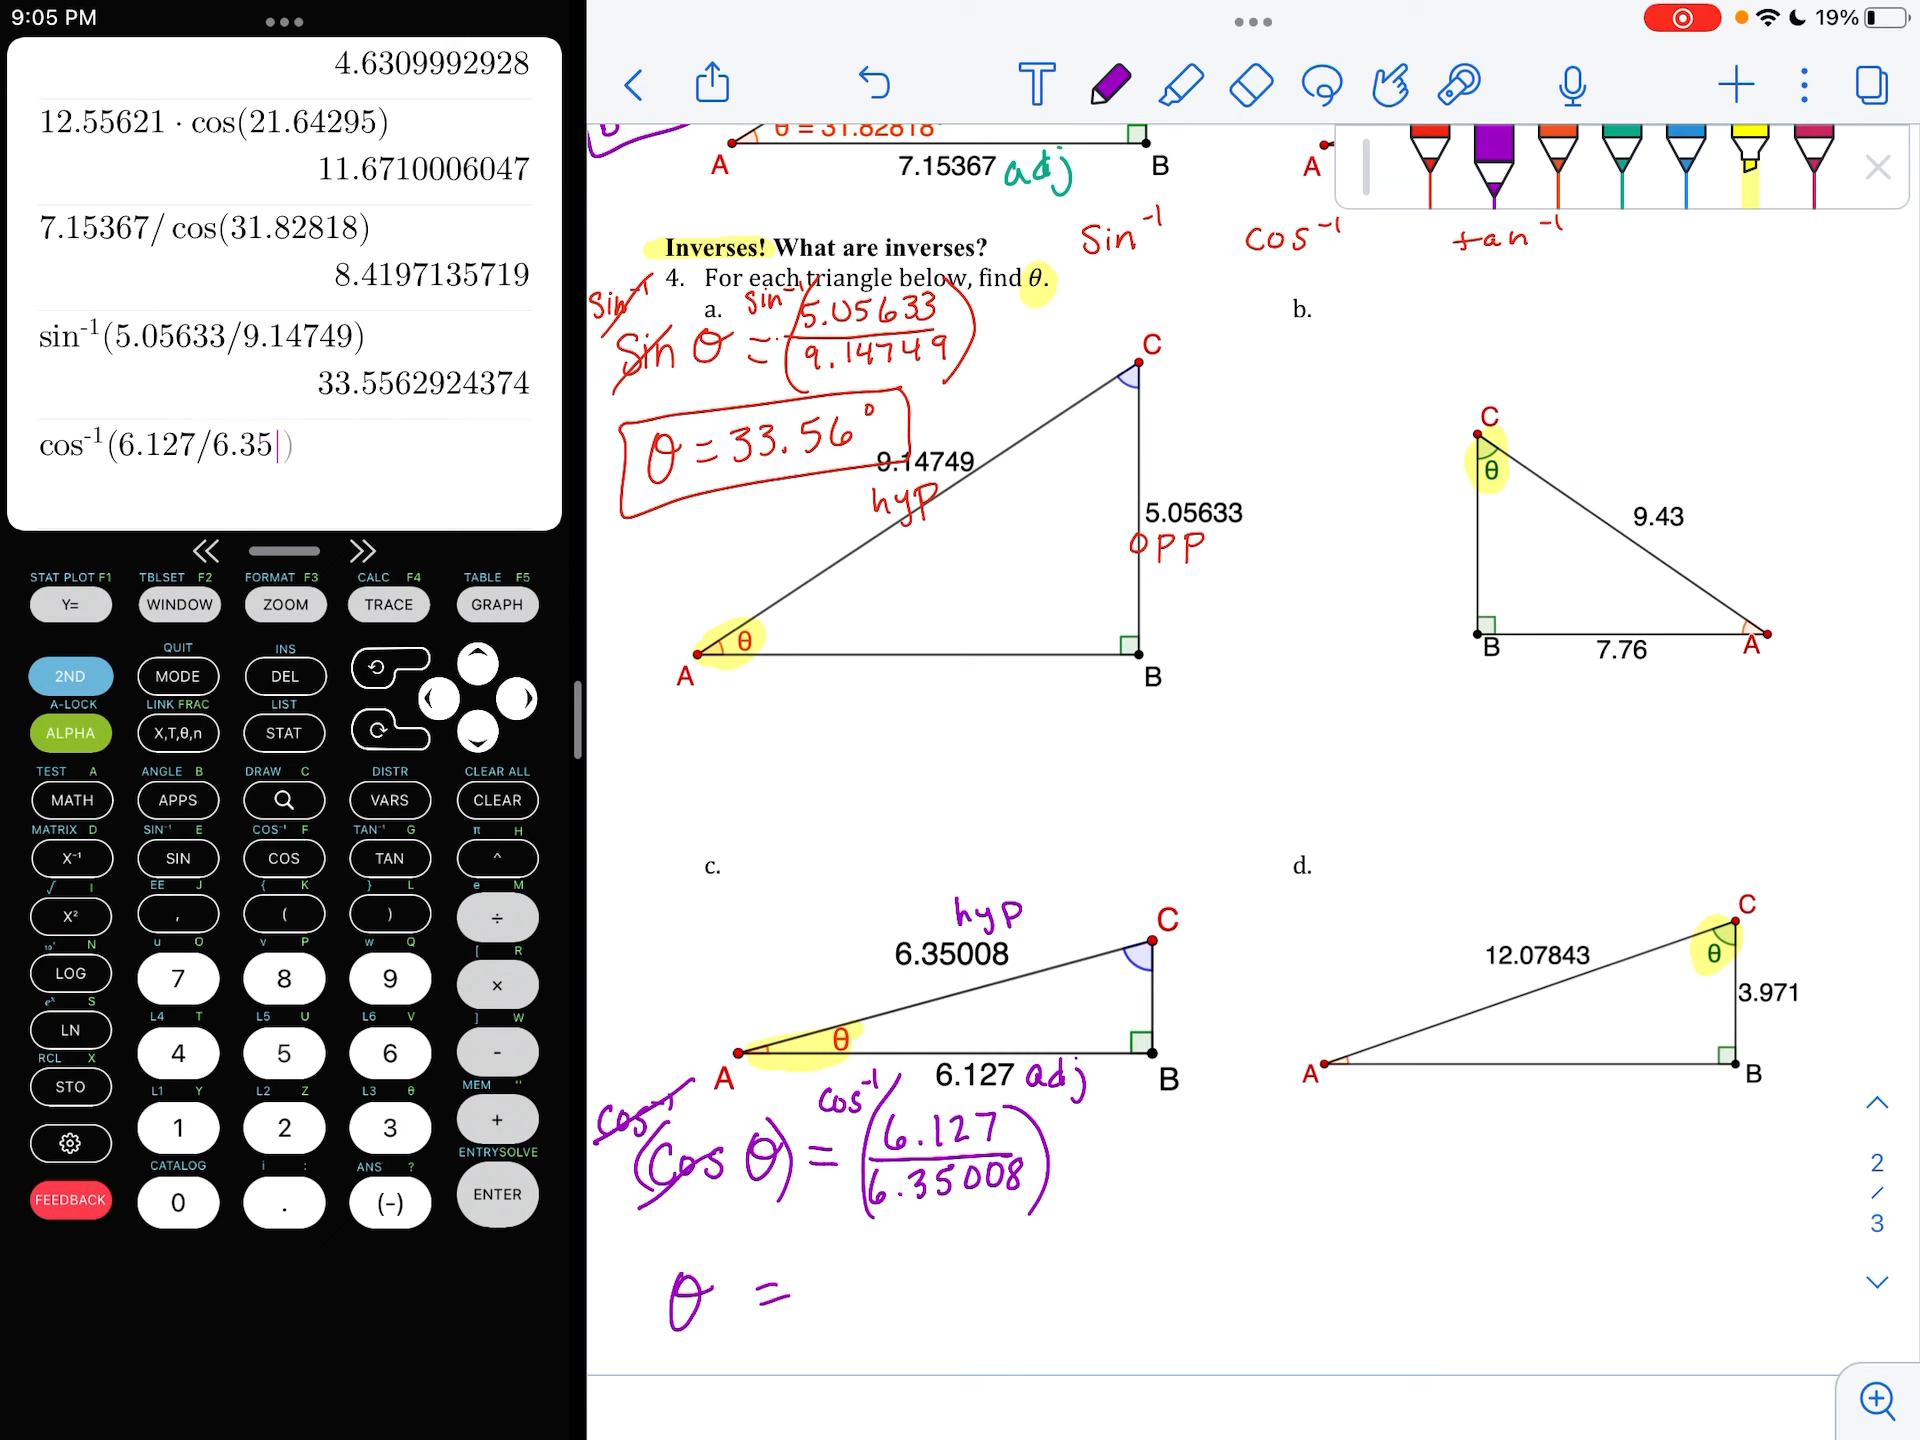 9:05 PM
19%
4.6309992928
12.55621 · cos(21.64295)
11.6710006047
7.15367/ cos(31.82818)
8.4197135719
sin⁻¹(5.05633/9.14749)
33.5562924374
cos⁻¹(6.127/6.35)
STAT PLOT F1 TBLSET F2 FORMAT F3 CALC F4 TABLE F5
Y= WINDOW ZOOM TRACE GRAPH
QUIT INS
2ND MODE DEL
A-LOCK LINK FRAC LIST
ALPHA X,T,θ,n STAT
TEST A ANGLE B DRAW C DISTR CLEAR ALL
MATH APPS VARS CLEAR
MATRIX D SIN⁻¹ E COS⁻¹ F TAN⁻¹ G π H
X⁻¹ SIN COS TAN ^
√ I EE J { K } L e M
X² , ( ) ÷
10ˣ N u O v P w Q [ R
LOG 7 8 9 ×
eˣ S L4 T L5 U L6 V ] W
LN 4 5 6 -
RCL X L1 Y L2 Z L3 θ MEM "
STO 1 2 3 +
CATALOG i : ANS ? ENTRY SOLVE
FEEDBACK 0 . (-) ENTER
T
θ = 31.82818°
A 7.15367 adj B
A
Inverses! What are inverses?
Sin⁻¹ cos⁻¹ tan⁻¹
4. For each triangle below, find θ.
a.
Sin⁻¹ Sin⁻¹
Sin θ = (5.05633/9.14749)
θ = 33.56°
C
9.14749
hyp
5.05633
opp
θ
A B
b.
C
θ
9.43
B 7.76 A
c.
hyp
6.35008
C
θ
A 6.127 adj B
cos⁻¹ cos⁻¹
(cos θ) = (6.127/6.35008)
θ =
d.
C
12.07843
θ
3.971
A B
2
/
3